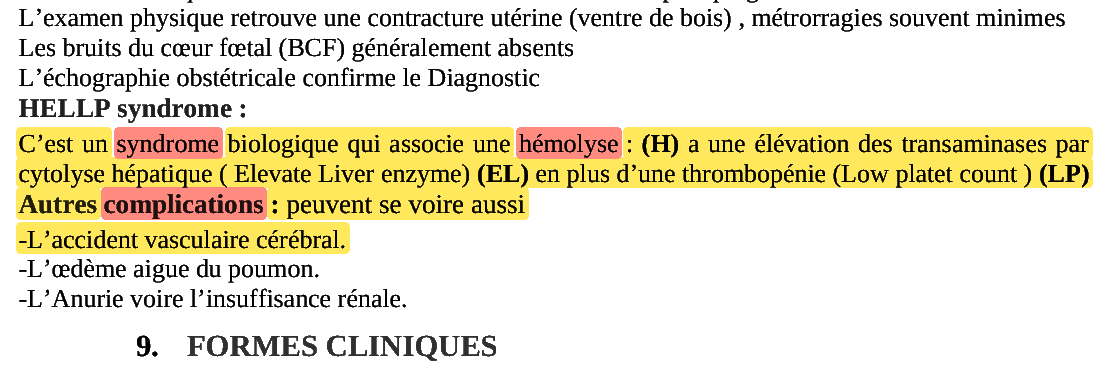 L’examen physique retrouve une contracture utérine (ventre de bois) , métrorragies souvent minimes
Les bruits du cœur fœtal (BCF) généralement absents
L’échographie obstétricale confirme le Diagnostic
HELLP syndrome :
C’est un syndrome biologique qui associe une hémolyse : (H) a une élévation des transaminases par
cytolyse hépatique ( Elevate Liver enzyme) (EL) en plus d’une thrombopénie (Low platet count ) (LP)
Autres complications : peuvent se voire aussi
-L’accident vasculaire cérébral.
-L’œdème aigue du poumon.
-L’Anurie voire l’insuffisance rénale.
9. FORMES CLINIQUES